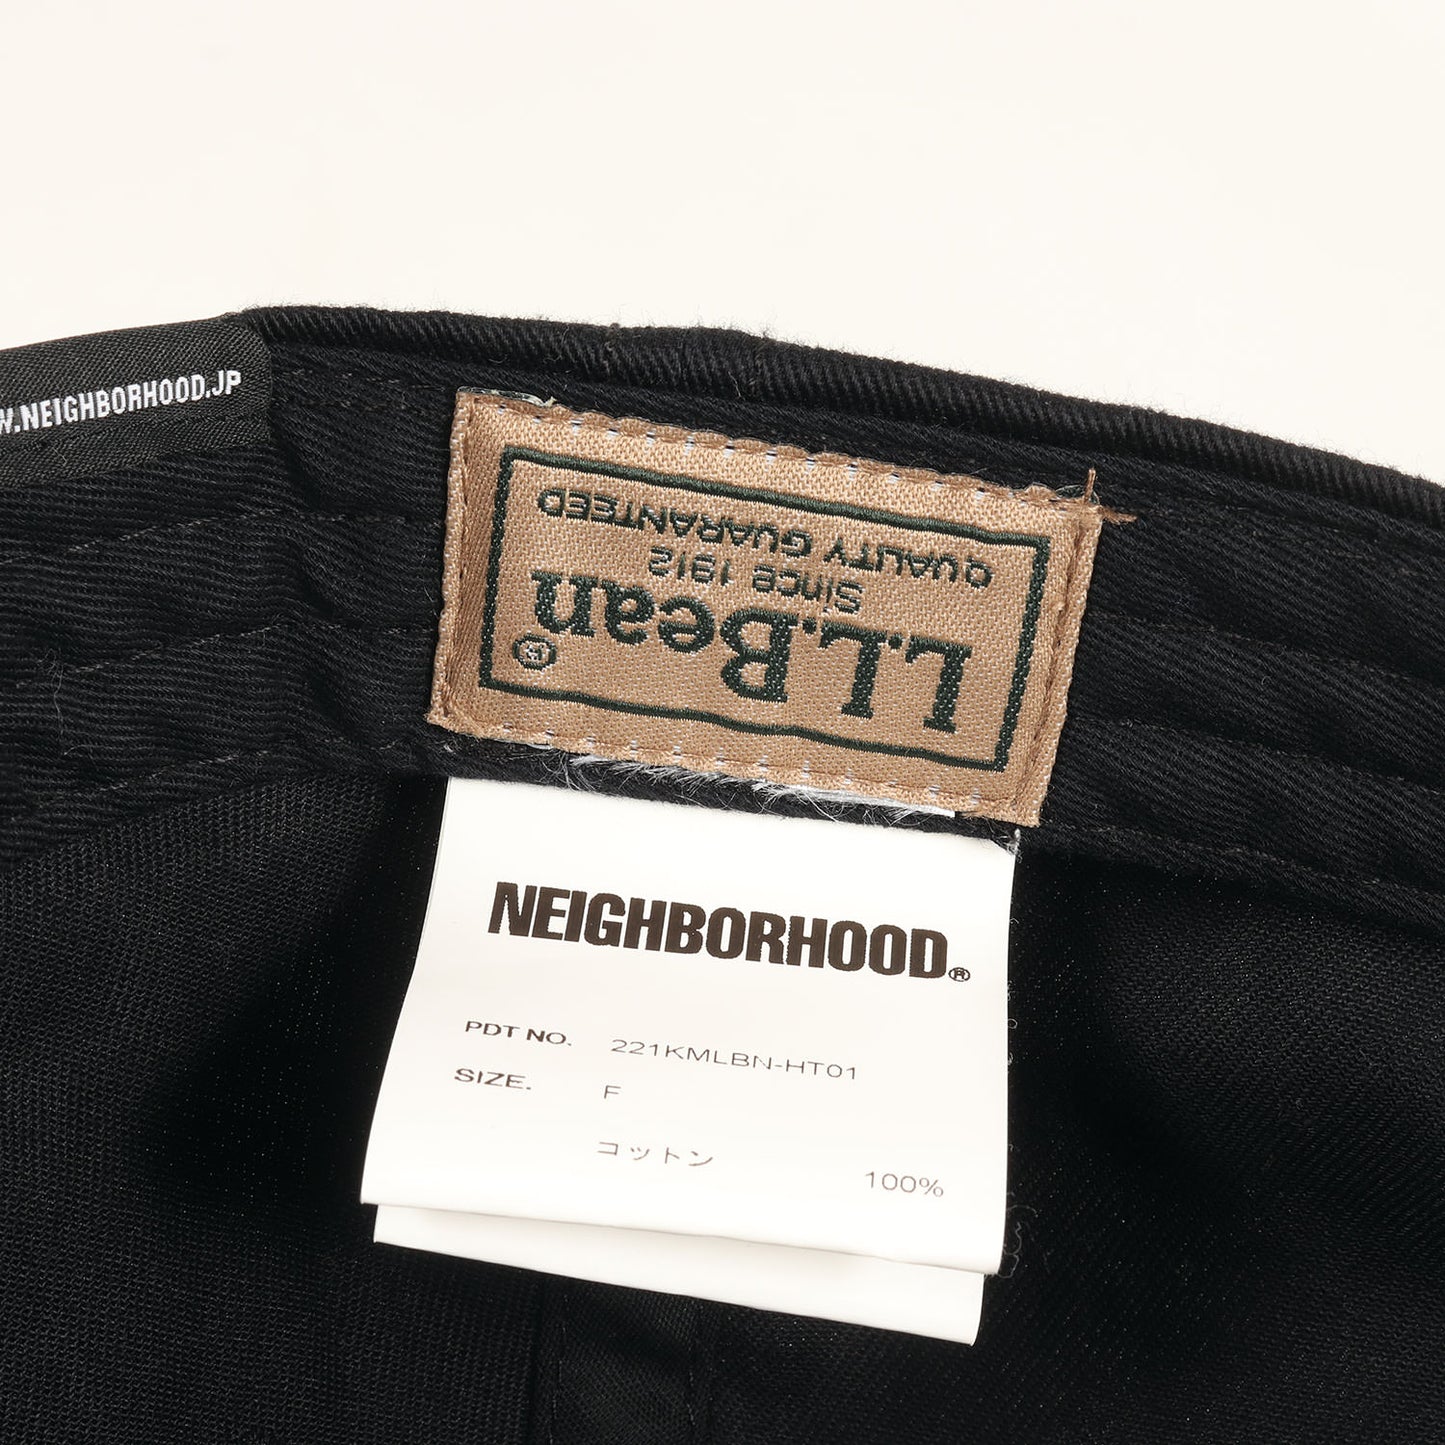 W.NEIGHBORHOOD.JP
L.L.Bean ®
Since 1912
QUALITY GUARANTEED
NEIGHBORHOOD®
PDT NO. 221KMLBN-HT01
SIZE. F
コットン 100%